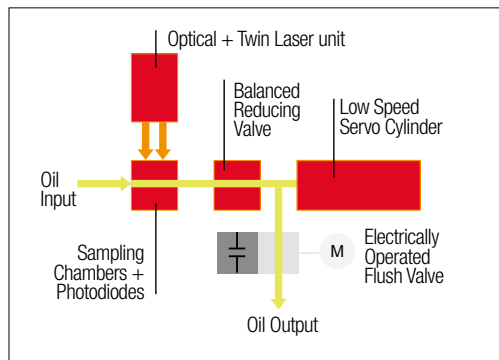 Optical + Twin Laser unit
Balanced
Reducing
Valve
Low Speed
Servo Cylinder
Oil
Input
Sampling
Chambers +
Photodiodes
M
Electrically
Operated
Flush Valve
Oil Output